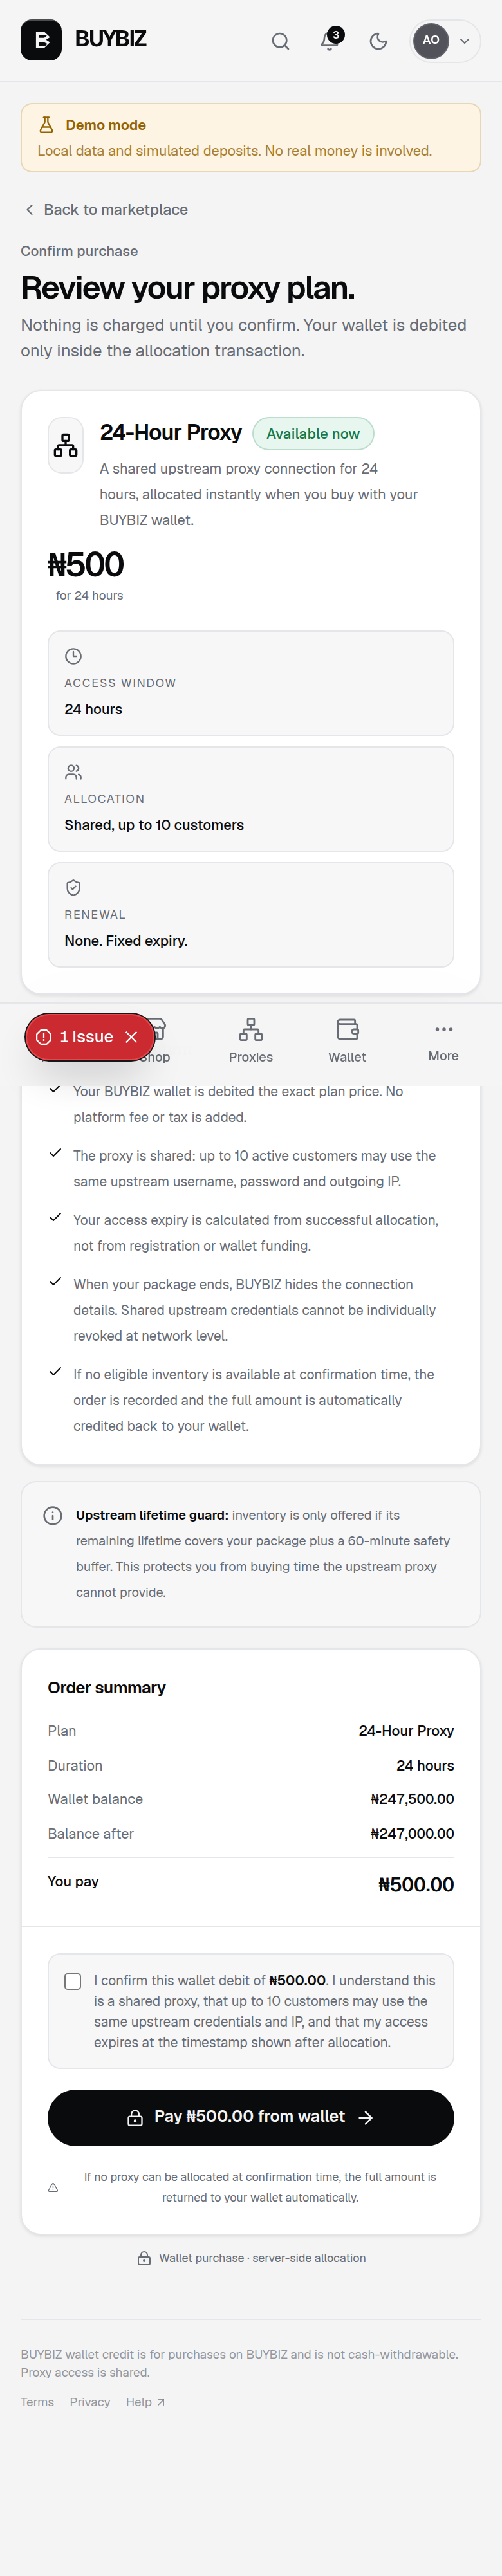 B BUYBIZ
3
AO
Demo mode
Local data and simulated deposits. No real money is involved.
Back to marketplace
Confirm purchase
Review your proxy plan.
Nothing is charged until you confirm. Your wallet is debited
only inside the allocation transaction.
24-Hour Proxy
Available now
A shared upstream proxy connection for 24
hours, allocated instantly when you buy with your
BUYBIZ wallet.
₦500
for 24 hours
ACCESS WINDOW
24 hours
ALLOCATION
Shared, up to 10 customers
RENEWAL
None. Fixed expiry.
1 Issue
hop
Proxies
Wallet
More
Your BUYBIZ wallet is debited the exact plan price. No
platform fee or tax is added.
The proxy is shared: up to 10 active customers may use the
same upstream username, password and outgoing IP.
Your access expiry is calculated from successful allocation,
not from registration or wallet funding.
When your package ends, BUYBIZ hides the connection
details. Shared upstream credentials cannot be individually
revoked at network level.
If no eligible inventory is available at confirmation time, the
order is recorded and the full amount is automatically
credited back to your wallet.
Upstream lifetime guard: inventory is only offered if its
remaining lifetime covers your package plus a 60-minute safety
buffer. This protects you from buying time the upstream proxy
cannot provide.
Order summary
Plan 24-Hour Proxy
Duration 24 hours
Wallet balance ₦247,500.00
Balance after ₦247,000.00
You pay ₦500.00
I confirm this wallet debit of ₦500.00. I understand this
is a shared proxy, that up to 10 customers may use the
same upstream credentials and IP, and that my access
expires at the timestamp shown after allocation.
Pay ₦500.00 from wallet
If no proxy can be allocated at confirmation time, the full amount is
returned to your wallet automatically.
Wallet purchase · server-side allocation
BUYBIZ wallet credit is for purchases on BUYBIZ and is not cash-withdrawable.
Proxy access is shared.
Terms Privacy Help